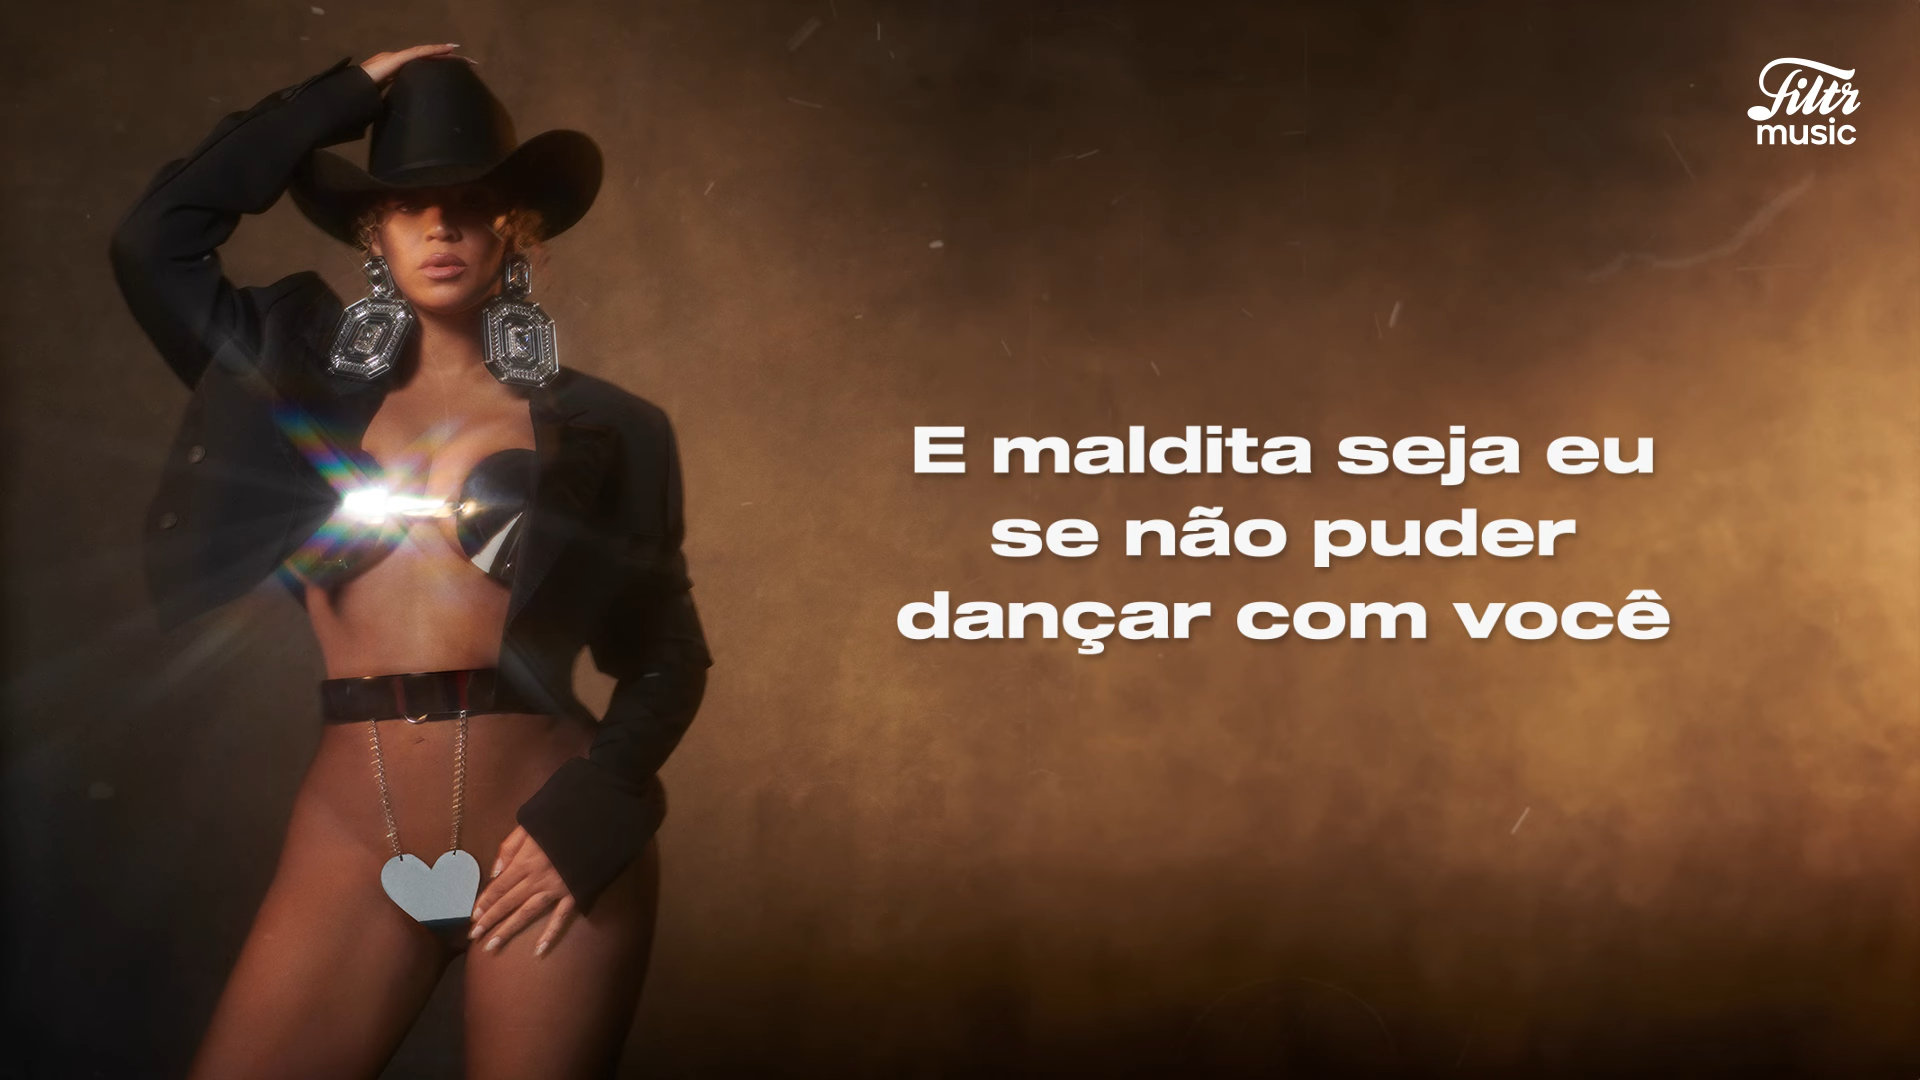 Filtr
music
E maldita seja eu
se não puder
dançar com você